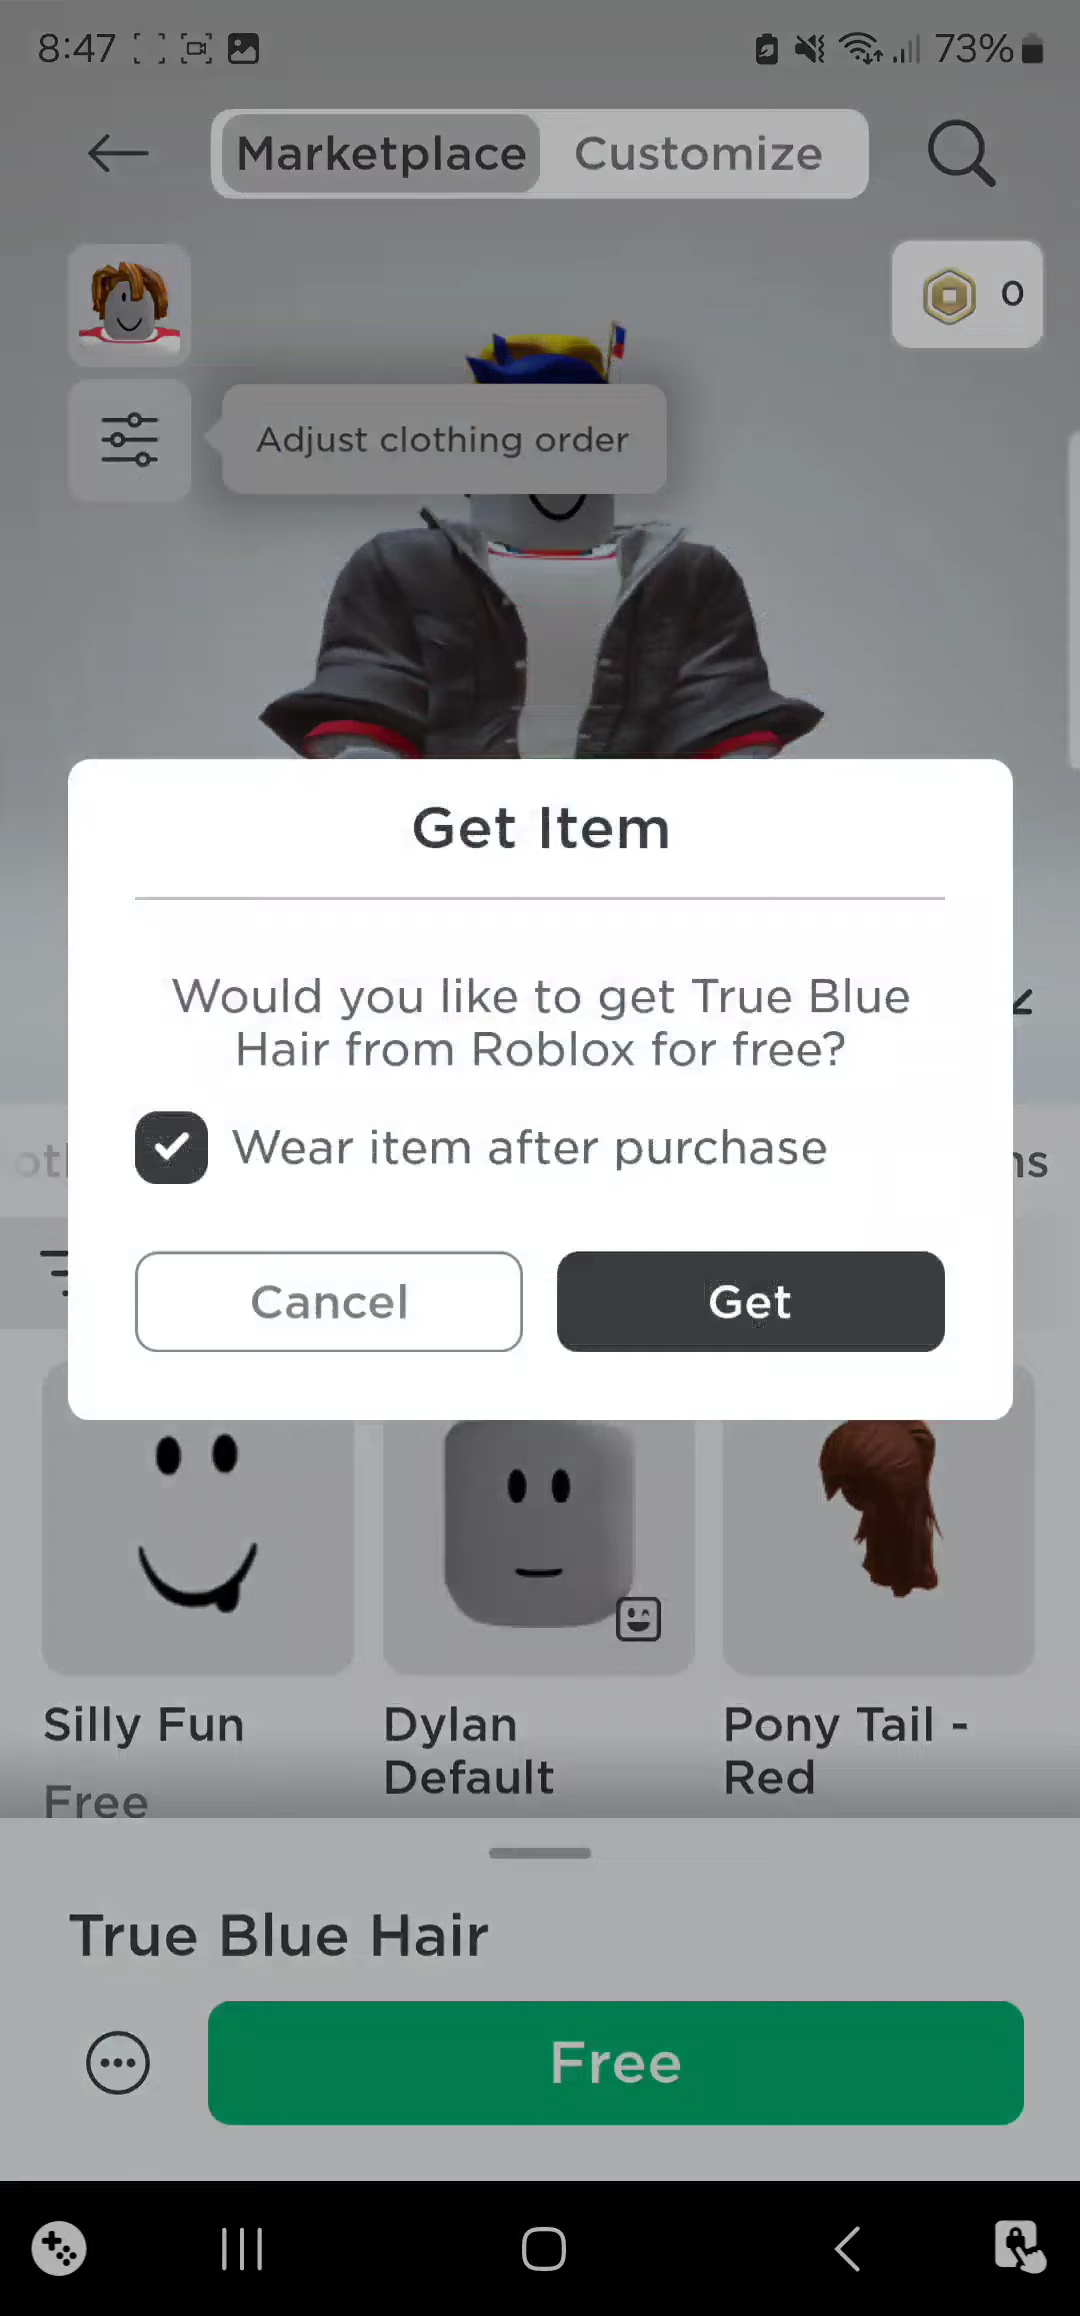 8:47
73%
Marketplace
Customize
0
Adjust clothing order
Get Item
Would you like to get True Blue
Hair from Roblox for free?
Wear item after purchase
Cancel
Get
Silly Fun
Free
Dylan
Default
Pony Tail -
Red
True Blue Hair
Free